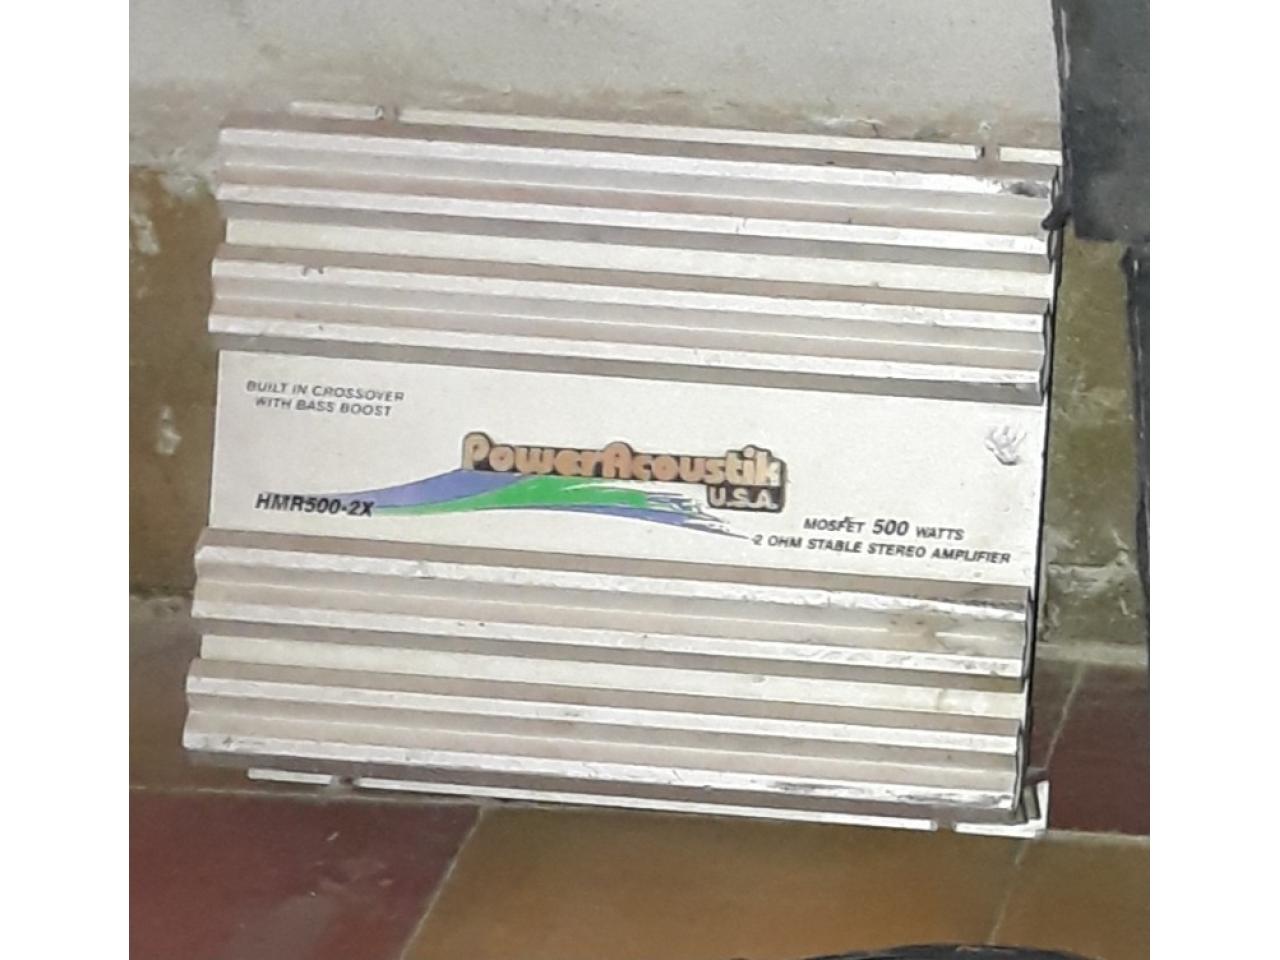 BUILT IN CROSSOVER
WITH BASS BOOST
PowerAcoustik
U.S.A.
HMR500-2X
MOSFET 500 WATTS
2 OHM STABLE STEREO AMPLIFIER